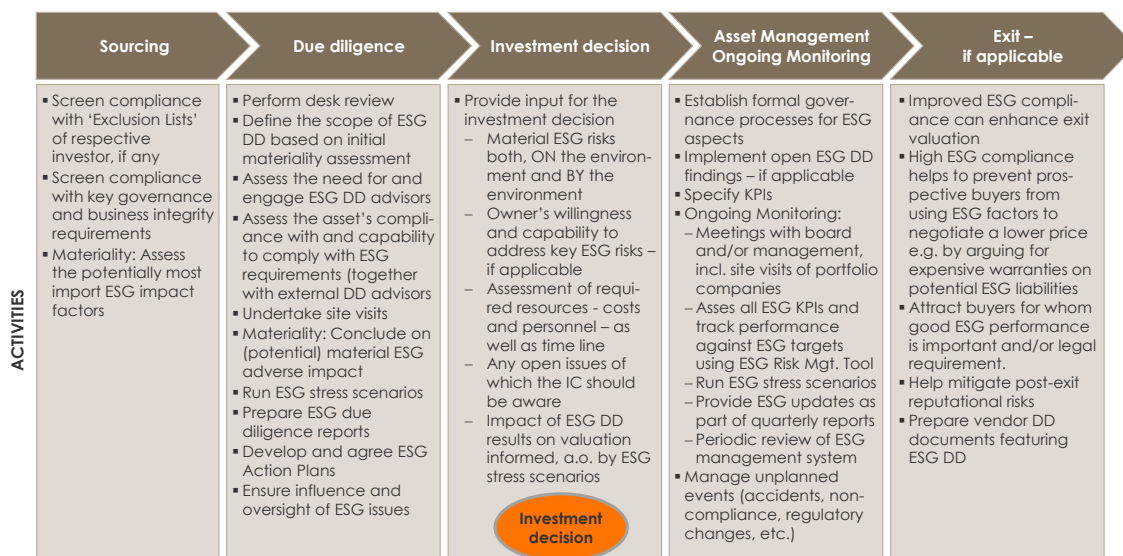 Sourcing
Due diligence
Investment decision
Asset Management
Ongoing Monitoring
Exit –
if applicable
ACTIVITIES
▪ Screen compliance
with ‘Exclusion Lists’
of respective
investor, if any
▪ Screen compliance
with key governance
and business integrity
requirements
▪ Materiality: Assess
the potentially most
import ESG impact
factors
▪ Perform desk review
▪ Define the scope of ESG
DD based on initial
materiality assessment
▪ Assess the need for and
engage ESG DD advisors
▪ Assess the asset’s compli-
ance with and capability
to comply with ESG
requirements (together
with external DD advisors
▪ Undertake site visits
▪ Materiality: Conclude on
(potential) material ESG
adverse impact
▪ Run ESG stress scenarios
▪ Prepare ESG due
diligence reports
▪ Develop and agree ESG
Action Plans
▪ Ensure influence and
oversight of ESG issues
▪ Provide input for the
investment decision
– Material ESG risks
both, ON the environ-
ment and BY the
environment
– Owner’s willingness
and capability to
address key ESG risks –
if applicable
– Assessment of requi-
red resources - costs
and personnel – as
well as time line
– Any open issues of
which the IC should
be aware
– Impact of ESG DD
results on valuation
informed, a.o. by ESG
stress scenarios
Investment
decision
▪ Establish formal gover-
nance processes for ESG
aspects
▪ Implement open ESG DD
findings – if applicable
▪ Specify KPIs
▪ Ongoing Monitoring:
– Meetings with board
and/or management,
incl. site visits of portfolio
companies
– Asses all ESG KPIs and
track performance
against ESG targets
using ESG Risk Mgt. Tool
– Run ESG stress scenarios
– Provide ESG updates as
part of quarterly reports
– Periodic review of ESG
management system
▪ Manage unplanned
events (accidents, non-
compliance, regulatory
changes, etc.)
▪ Improved ESG compli-
ance can enhance exit
valuation
▪ High ESG compliance
helps to prevent pros-
pective buyers from
using ESG factors to
negotiate a lower price
e.g. by arguing for
expensive warranties on
potential ESG liabilities
▪ Attract buyers for whom
good ESG performance
is important and/or legal
requirement.
▪ Help mitigate post-exit
reputational risks
▪ Prepare vendor DD
documents featuring
ESG DD